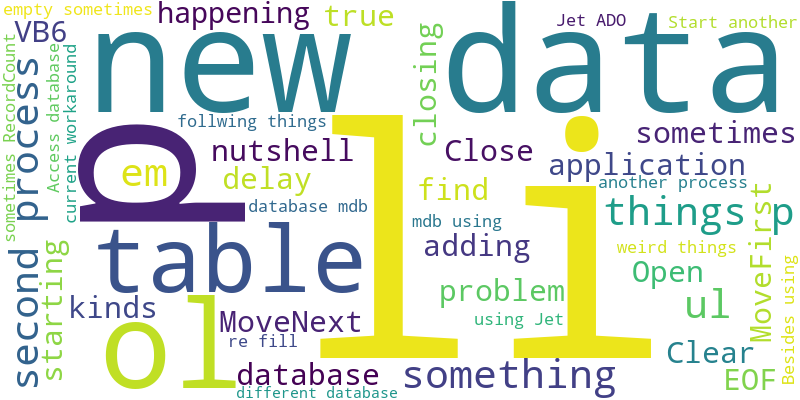 empty sometimes
happening
true
Jet ADO
Start another
VB6
new
data
sometimes RecordCount
process
Access database
current workaround
follwing things
closing
sometimes
p
em
nutshell
delay
Close
application
find
another process
database mdb
mdb using
things p
li
table
adding
weird things
MoveFirst
second
starting
kinds
ol
MoveNext
re fill
problem
using Jet
Open
ul
Besides using
database
different database
something
Clear
EOF